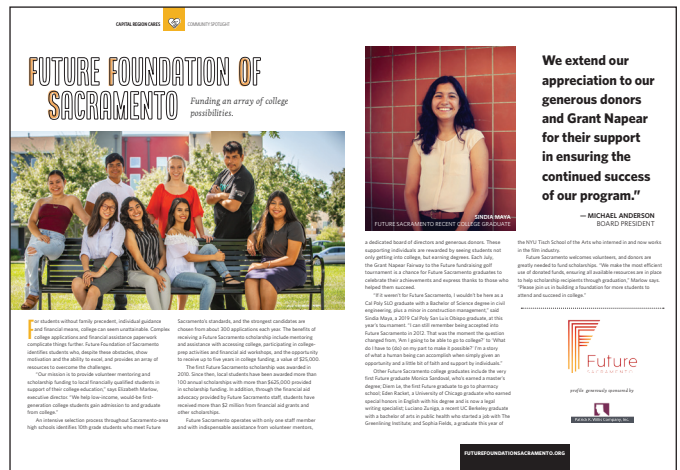 CAPITAL REGION CARES
COMMUNITY SPOTLIGHT
FUTURE FOUNDATION OF
SACRAMENTO
Funding an array of college
possibilities.
For students without family precedent, individual guidance
and financial means, college can seem unattainable. Complex
college applications and financial assistance paperwork
complicate things further. Future Foundation of Sacramento
identifies students who, despite these obstacles, show
motivation and the ability to excel, and provides an array of
resources to overcome the challenges.
"Our mission is to provide volunteer mentoring and
scholarship funding to local financially qualified students in
support of their college education," says Elizabeth Marlow,
executive director. "We help low-income, would-be first-
generation college students gain admission to and graduate
from college."
An intensive selection process throughout Sacramento-area
high schools identifies 10th grade students who meet Future
Sacramento's standards, and the strongest candidates are
chosen from about 300 applications each year. The benefits of
receiving a Future Sacramento scholarship include mentoring
and assistance with accessing college, participating in college-
prep activities and financial aid workshops, and the opportunity
to receive up to five years in college funding, a value of $25,000.
The first Future Sacramento scholarship was awarded in
2010. Since then, local students have been awarded more than
100 annual scholarships with more than $625,000 provided
in scholarship funding. In addition, through the financial aid
advocacy provided by Future Sacramento staff, students have
received more than $2 million from financial aid grants and
other scholarships.
Future Sacramento operates with only one staff member
and with indispensable assistance from volunteer mentors,
SINDIA MAYA
FUTURE SACRAMENTO RECENT COLLEGE GRADUATE
a dedicated board of directors and generous donors. These
supporting individuals are rewarded by seeing students not
only getting into college, but earning degrees. Each July,
the Grant Napear Fairway to the Future fundraising golf
tournament is a chance for Future Sacramento graduates to
celebrate their achievements and express thanks to those who
helped them succeed.
"If it weren't for Future Sacramento, I wouldn't be here as a
Cal Poly SLO graduate with a Bachelor of Science degree in civil
engineering, plus a minor in construction management," said
Sindia Maya, a 2019 Cal Poly San Luis Obispo graduate, at this
year's tournament. "I can still remember being accepted into
Future Sacramento in 2012. That was the moment the question
changed from, 'Am I going to be able to go to college?' to 'What
do I have to (do) on my part to make it possible?' I'm a story
of what a human being can accomplish when simply given an
opportunity and a little bit of faith and support by individuals."
Other Future Sacramento college graduates include the very
first Future graduate Monica Sandoval, who's earned a master's
degree; Diem Le, the first Future graduate to go to pharmacy
school; Eden Racket, a University of Chicago graduate who earned
special honors in English with his degree and is now a legal
writing specialist; Luciano Zuniga, a recent UC Berkeley graduate
with a bachelor of arts in public health who started a job with The
Greenlining Institute; and Sophia Fields, a graduate this year of
We extend our
appreciation to our
generous donors
and Grant Napear
for their support
in ensuring the
continued success
of our program."
— MICHAEL ANDERSON
BOARD PRESIDENT
the NYU Tisch School of the Arts who interned in and now works
in the film industry.
Future Sacramento welcomes volunteers, and donors are
greatly needed to fund scholarships. "We make the most efficient
use of donated funds, ensuring all available resources are in place
to help scholarship recipients through graduation," Marlow says.
"Please join us in building a foundation for more students to
attend and succeed in college."
Future
SACRAMENTO
profile generously sponsored by
Patrick R. Wills Company, Inc.
FUTUREFOUNDATIONSACRAMENTO.ORG